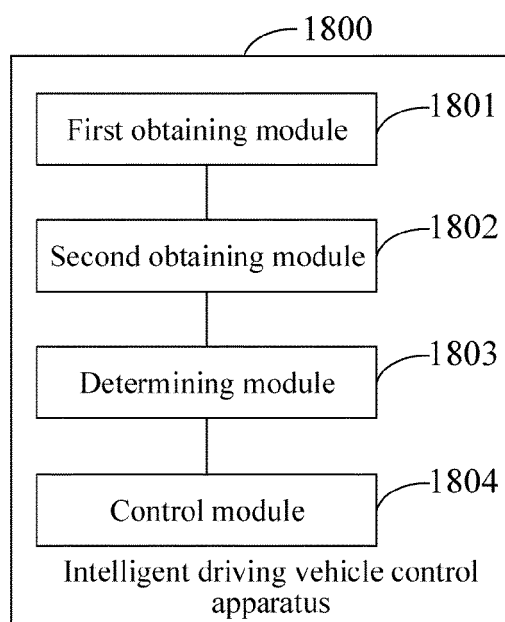 1800
First obtaining module
1801
Second obtaining module
1802
Determining module
1803
Control module
1804
Intelligent driving vehicle control
apparatus